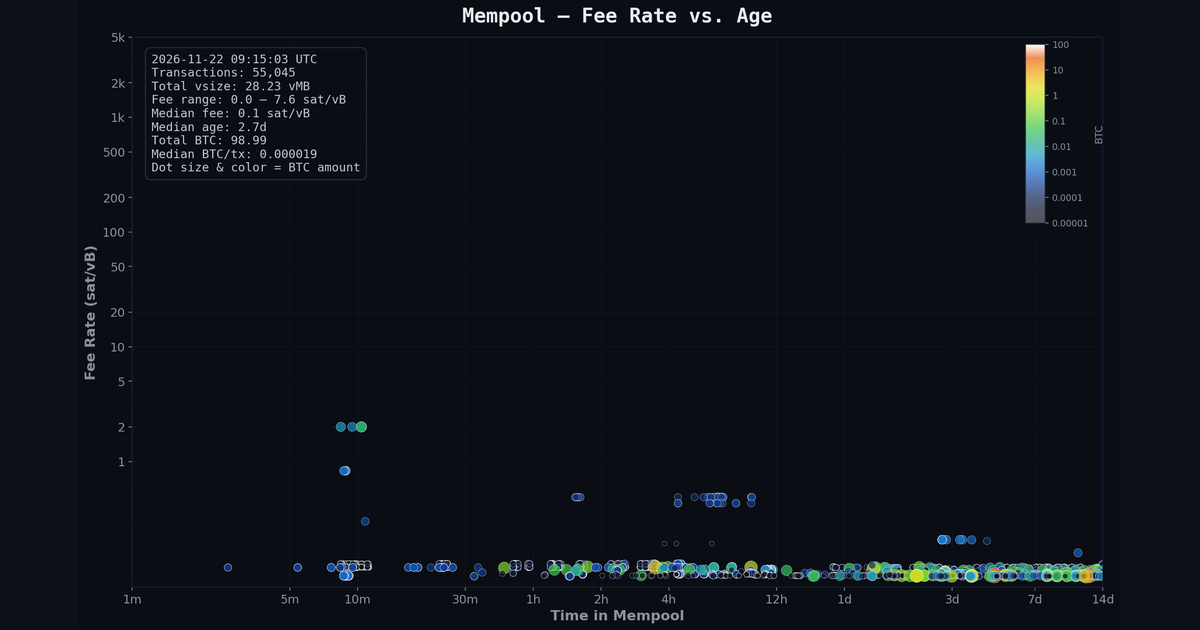 Mempool — Fee Rate vs. Age
2026-11-22 09:15:03 UTC
Transactions: 55,045
Total vsize: 28.23 vMB
Fee range: 0.0 – 7.6 sat/vB
Median fee: 0.1 sat/vB
Median age: 2.7d
Total BTC: 98.99
Median BTC/tx: 0.000019
Dot size & color = BTC amount
100
10
1
0.1
0.01
0.001
0.0001
0.00001
BTC
Fee Rate (sat/vB)
5k
2k
1k
500
200
100
50
20
10
5
2
1
1m 5m 10m 30m 1h 2h 4h 12h 1d 3d 7d 14d
Time in Mempool